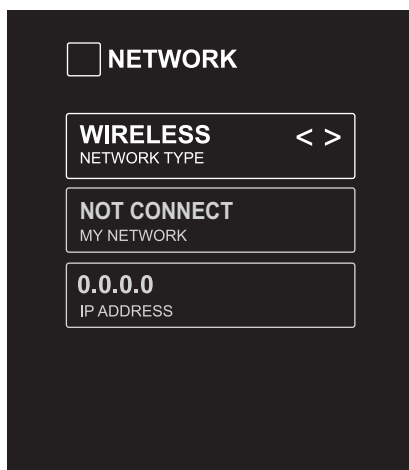 NETWORK
WIRELESS < >
NETWORK TYPE
NOT CONNECT
MY NETWORK
0.0.0.0
IP ADDRESS